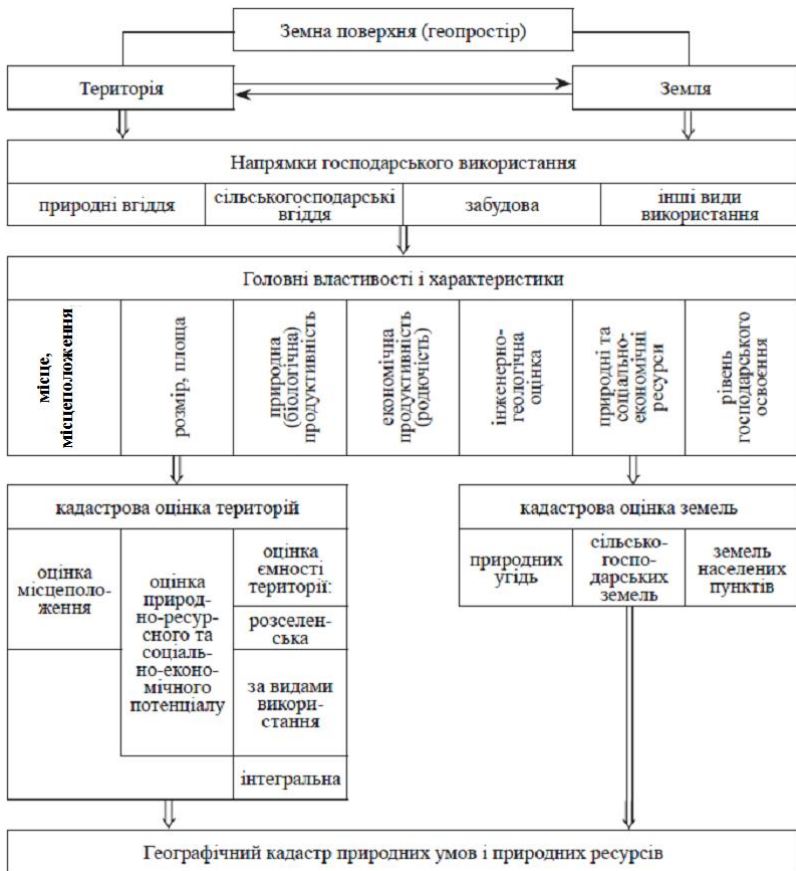 Земна поверхня (геопростір)
Територія
Земля
Напрямки господарського використання
природні вгіддя
сільськогосподарські
вгіддя
забудова
інші види
використання
Головні властивості і характеристики
місце,
місцеположення
розмір, площа
природна
(біологічна)
продуктивність
економічна
продуктивність
(родючість)
інженерно-
геологічна
оцінка
природні та
соціально-
економічні
ресурси
рівень
господарського
освоєння
кадастрова оцінка територій
оцінка
місцеполо-
ження
оцінка
природ-
но-ресур-
сного та
соціаль-
но-еконо-
мічного
потенціалу
оцінка
ємності
території:
розселен-
ська
за видами
викори-
стання
інтегральна
кадастрова оцінка земель
природних
угідь
сільсько-
госпо-
дарських
земель
земель
населених
пунктів
Географічний кадастр природних умов і природних ресурсів